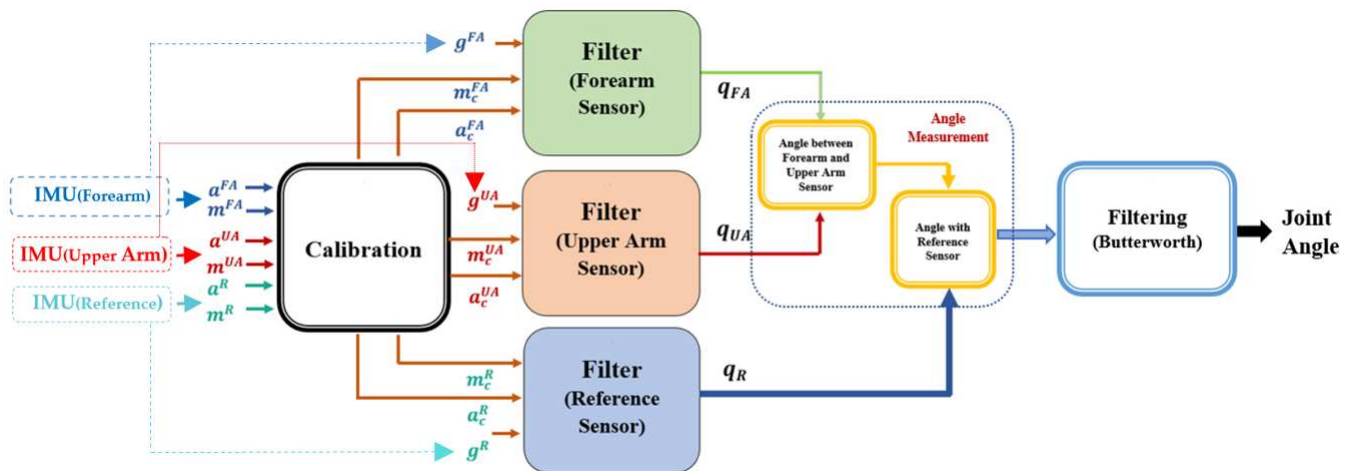 IMU(Forearm)
IMU(Upper Arm)
IMU(Reference)
a^FA
m^FA
a^UA
m^UA
a^R
m^R
Calibration
g^FA
m_c^FA
a_c^FA
g^UA
m_c^UA
a_c^UA
m_c^R
a_c^R
g^R
Filter
(Forearm
Sensor)
Filter
(Upper Arm
Sensor)
Filter
(Reference
Sensor)
q_FA
q_UA
q_R
Angle
Measurement
Angle between
Forearm and
Upper Arm
Sensor
Angle with
Reference
Sensor
Filtering
(Butterworth)
Joint
Angle